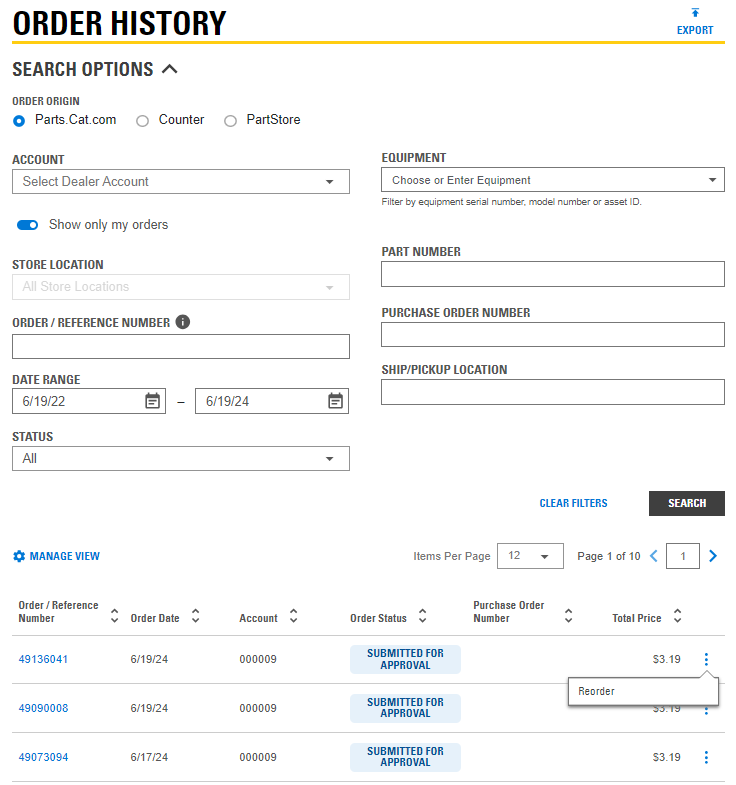 ORDER HISTORY
EXPORT
SEARCH OPTIONS
ORDER ORIGIN
Parts.Cat.com Counter PartStore
ACCOUNT
Select Dealer Account
Show only my orders
STORE LOCATION
All Store Locations
ORDER / REFERENCE NUMBER
DATE RANGE
6/19/22 – 6/19/24
STATUS
All
EQUIPMENT
Choose or Enter Equipment
Filter by equipment serial number, model number or asset ID.
PART NUMBER
PURCHASE ORDER NUMBER
SHIP/PICKUP LOCATION
CLEAR FILTERS SEARCH
MANAGE VIEW Items Per Page 12 Page 1 of 10 1
Order / Reference
Number
Order Date
Account
Order Status
Purchase Order
Number
Total Price
49136041 6/19/24 000009 SUBMITTED FOR
APPROVAL
$3.19
Reorder
49090008 6/19/24 000009 SUBMITTED FOR
APPROVAL
$3.19
49073094 6/17/24 000009 SUBMITTED FOR
APPROVAL
$3.19